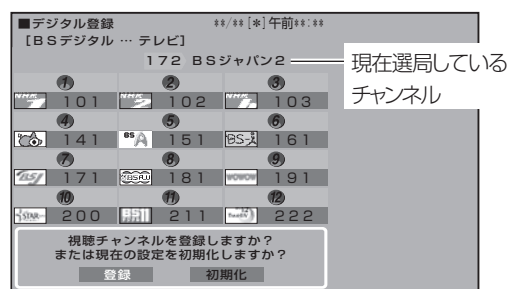 ■デジタル登録 **/**[*]午前**:**
[BSデジタル … テレビ]
172 BSジャパン2
現在選局している
チャンネル
① ② ③
101 102 103
④ ⑤ ⑥
BSA BS-i
141 151 161
⑦ ⑧ ⑨
171 181 191
⑩ ⑪ ⑫
STAR
200 211 222
視聴チャンネルを登録しますか？
または現在の設定を初期化しますか？
登録 初期化